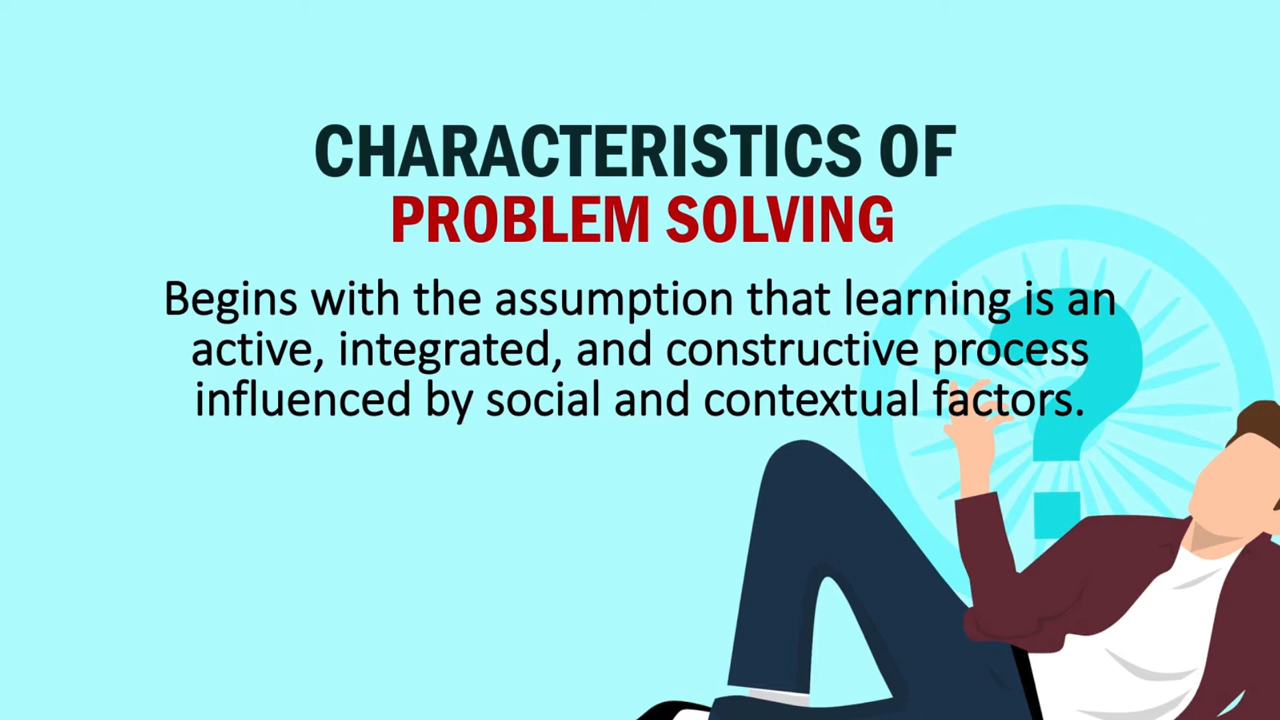 CHARACTERISTICS OF
PROBLEM SOLVING
Begins with the assumption that learning is an
active, integrated, and constructive process
influenced by social and contextual factors.
?